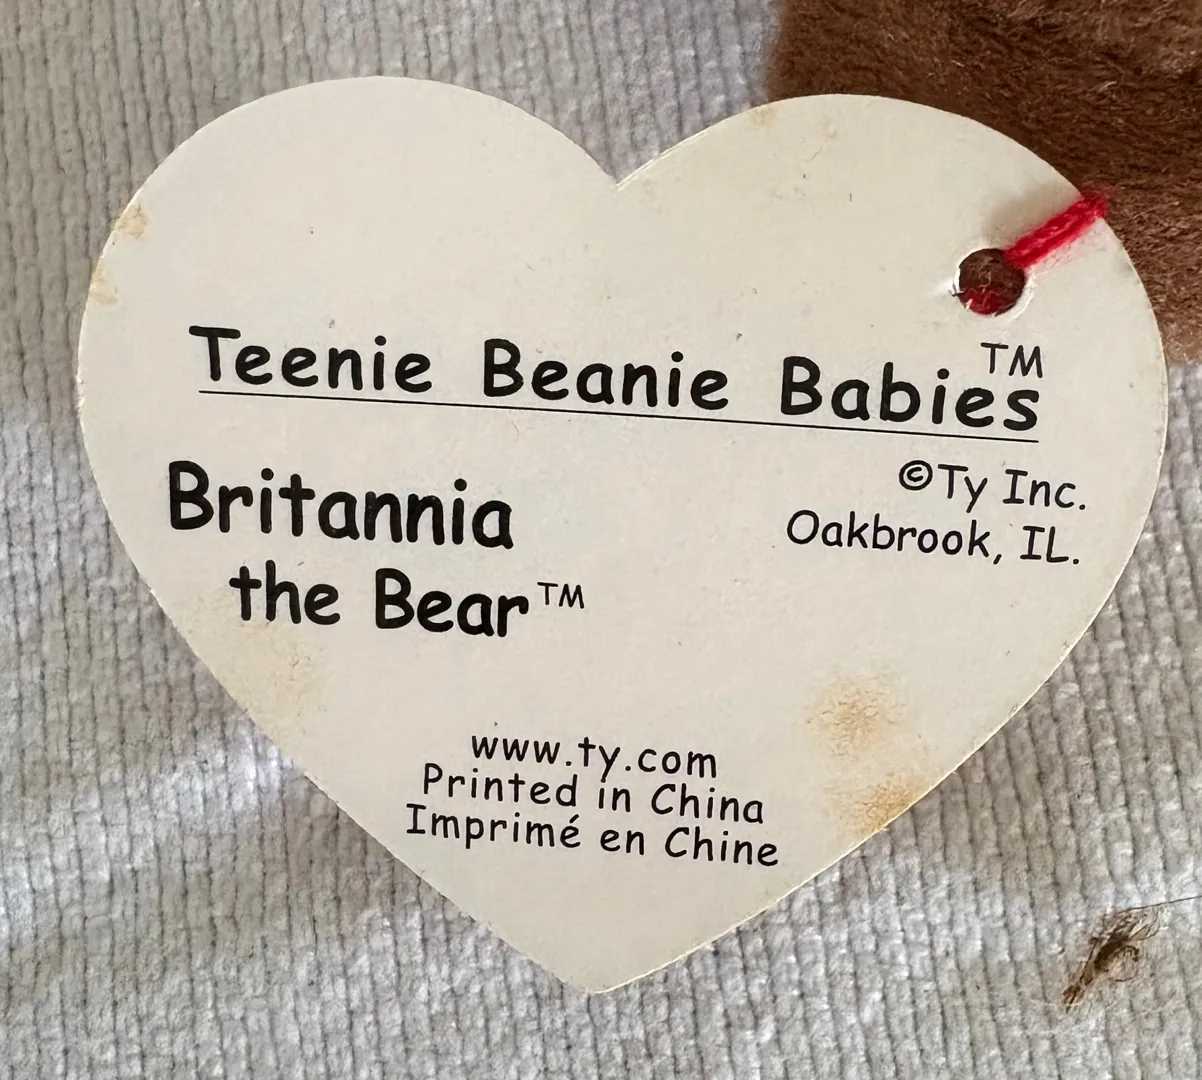 Teenie Beanie Babies™
Britannia
the Bear™
©Ty Inc.
Oakbrook, IL.
www.ty.com
Printed in China
Imprimé en Chine